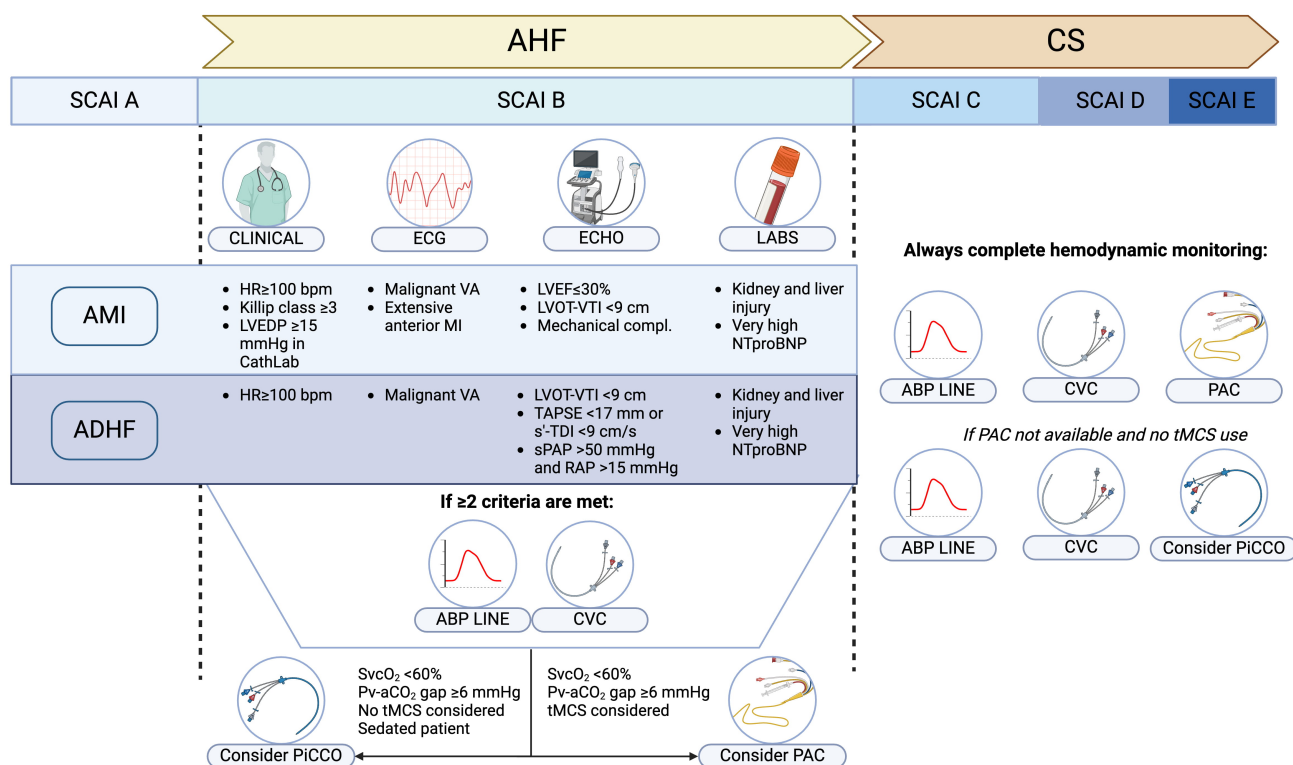 AHF
CS
SCAI A
SCAI B
SCAI C
SCAI D
SCAI E
CLINICAL
ECG
ECHO
LABS
AMI
• HR≥100 bpm
• Killip class ≥3
• LVEDP ≥15
mmHg in
CathLab
• Malignant VA
• Extensive
anterior MI
• LVEF≤30%
• LVOT-VTI <9 cm
• Mechanical compl.
• Kidney and liver
injury
• Very high
NTproBNP
ADHF
• HR≥100 bpm
• Malignant VA
• LVOT-VTI <9 cm
• TAPSE <17 mm or
s'-TDI <9 cm/s
• sPAP >50 mmHg
and RAP >15 mmHg
• Kidney and liver
injury
• Very high
NTproBNP
If ≥2 criteria are met:
ABP LINE
CVC
SvcO₂ <60%
Pv-aCO₂ gap ≥6 mmHg
No tMCS considered
Sedated patient
Consider PiCCO
SvcO₂ <60%
Pv-aCO₂ gap ≥6 mmHg
tMCS considered
Consider PAC
Always complete hemodynamic monitoring:
ABP LINE
CVC
PAC
If PAC not available and no tMCS use
ABP LINE
CVC
Consider PiCCO